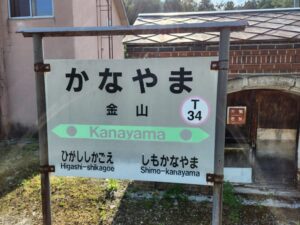 かなやま
金山
T
34
Kanayama
ひがししかごえ
Higashi-shikagoe
しもかなやま
Shimo-kanayama